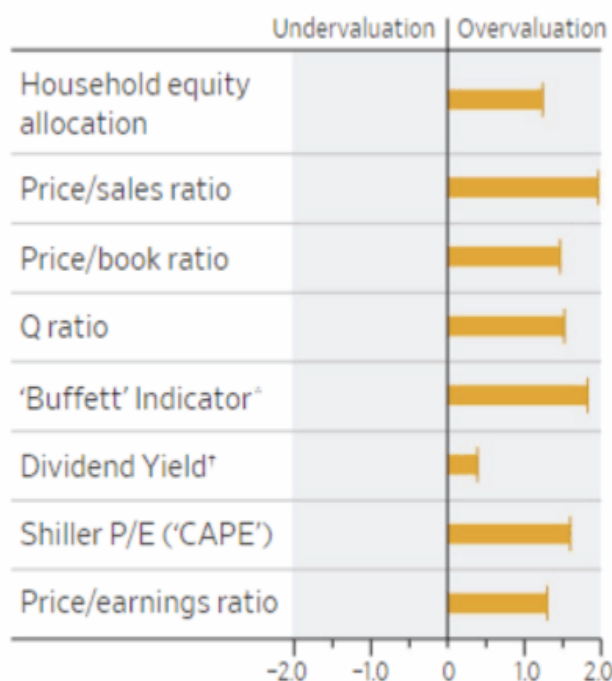 Undervaluation Overvaluation
Household equity
allocation
Price/sales ratio
Price/book ratio
Q ratio
‘Buffett’ Indicator*
Dividend Yield†
Shiller P/E (‘CAPE’)
Price/earnings ratio
−2.0 −1.0 0 1.0 2.0